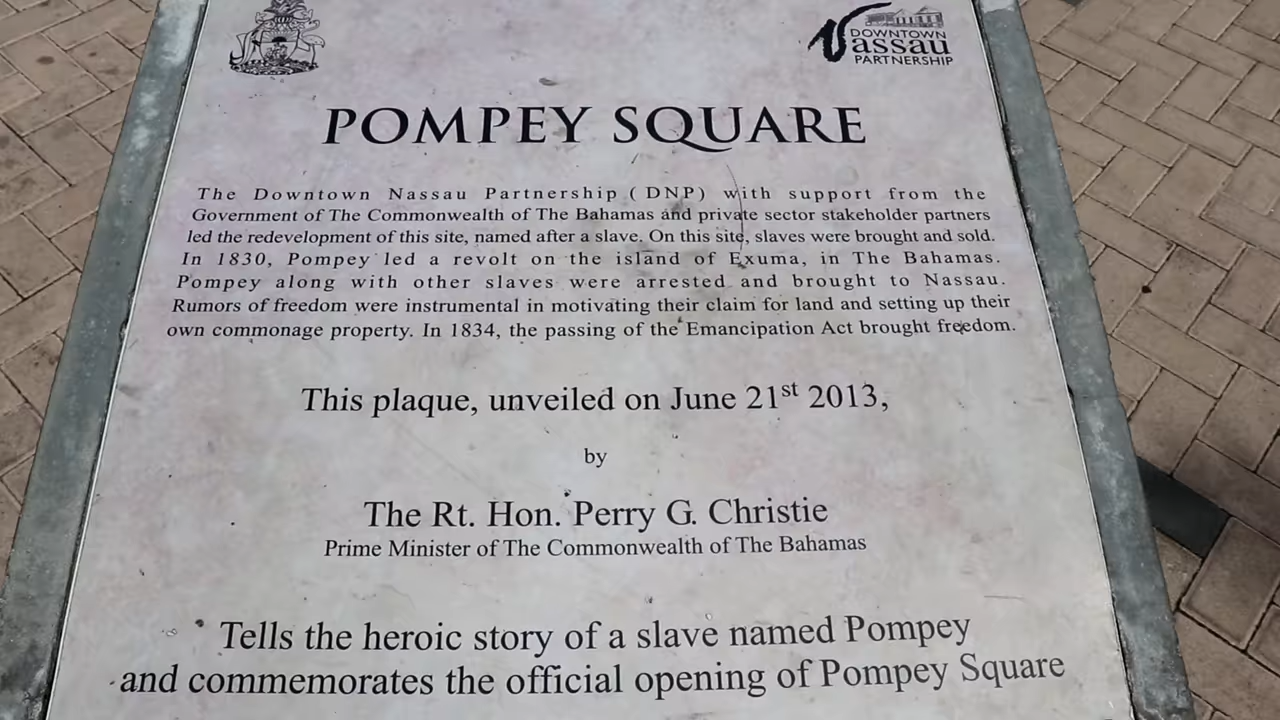 DOWNTOWN
Nassau
PARTNERSHIP
POMPEY SQUARE
The Downtown Nassau Partnership ( DNP) with support from the
Government of The Commonwealth of The Bahamas and private sector stakeholder partners
led the redevelopment of this site, named after a slave. On this site, slaves were brought and sold.
In 1830, Pompey led a revolt on the island of Exuma, in The Bahamas.
Pompey along with other slaves were arrested and brought to Nassau.
Rumors of freedom were instrumental in motivating their claim for land and setting up their
own commonage property. In 1834, the passing of the Emancipation Act brought freedom.
This plaque, unveiled on June 21st 2013,
by
The Rt. Hon. Perry G. Christie
Prime Minister of The Commonwealth of The Bahamas
Tells the heroic story of a slave named Pompey
and commemorates the official opening of Pompey Square